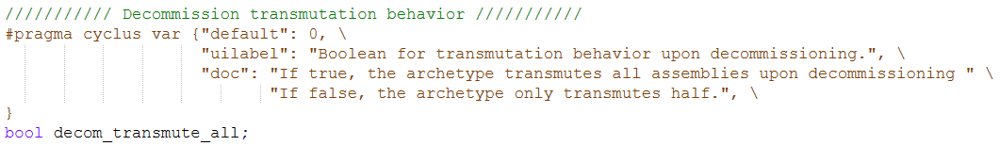 /////////// Decommission transmutation behavior ///////////
#pragma cyclus var {"default": 0, \
"uilabel": "Boolean for transmutation behavior upon decommissioning.", \
"doc": "If true, the archetype transmutes all assemblies upon decommissioning " \
"If false, the archetype only transmutes half.", \
}
bool decom_transmute_all;